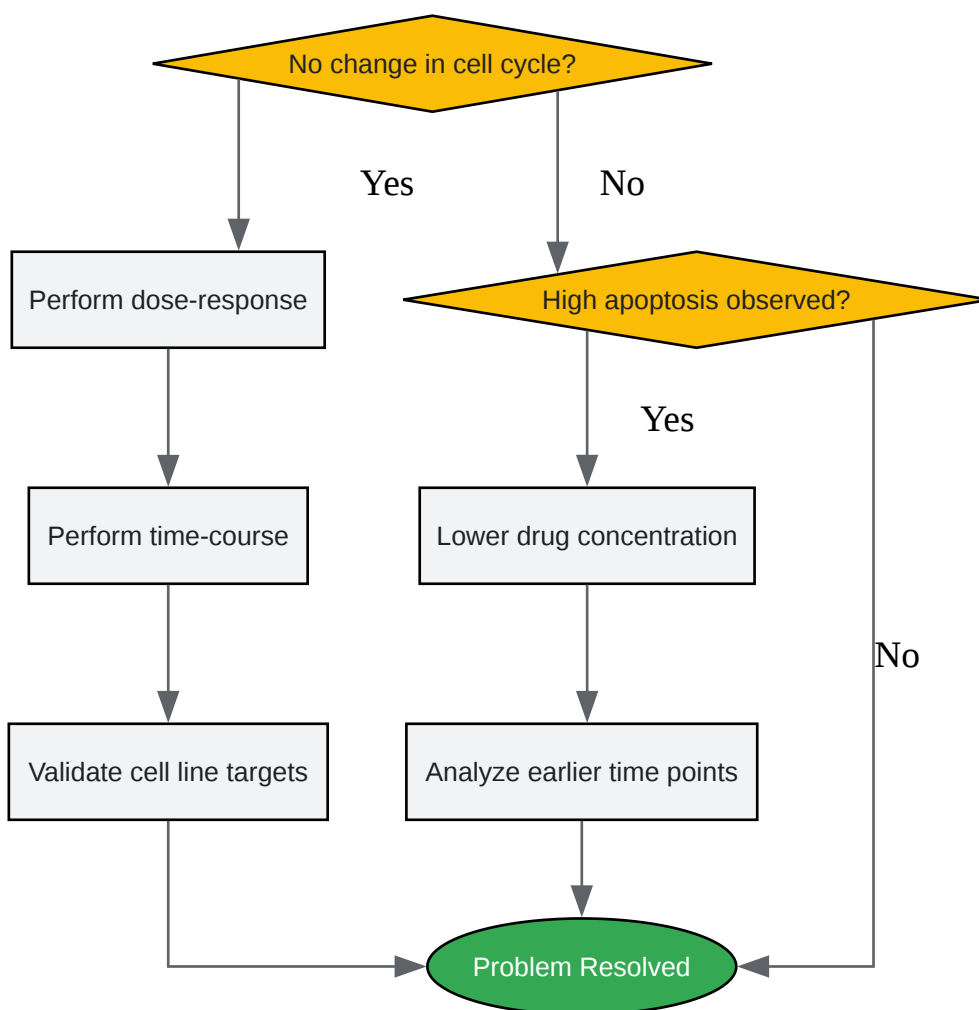 No change in cell cycle?
Yes
No
Perform dose-response
High apoptosis observed?
Yes
Perform time-course
Lower drug concentration
No
Validate cell line targets
Analyze earlier time points
Problem Resolved